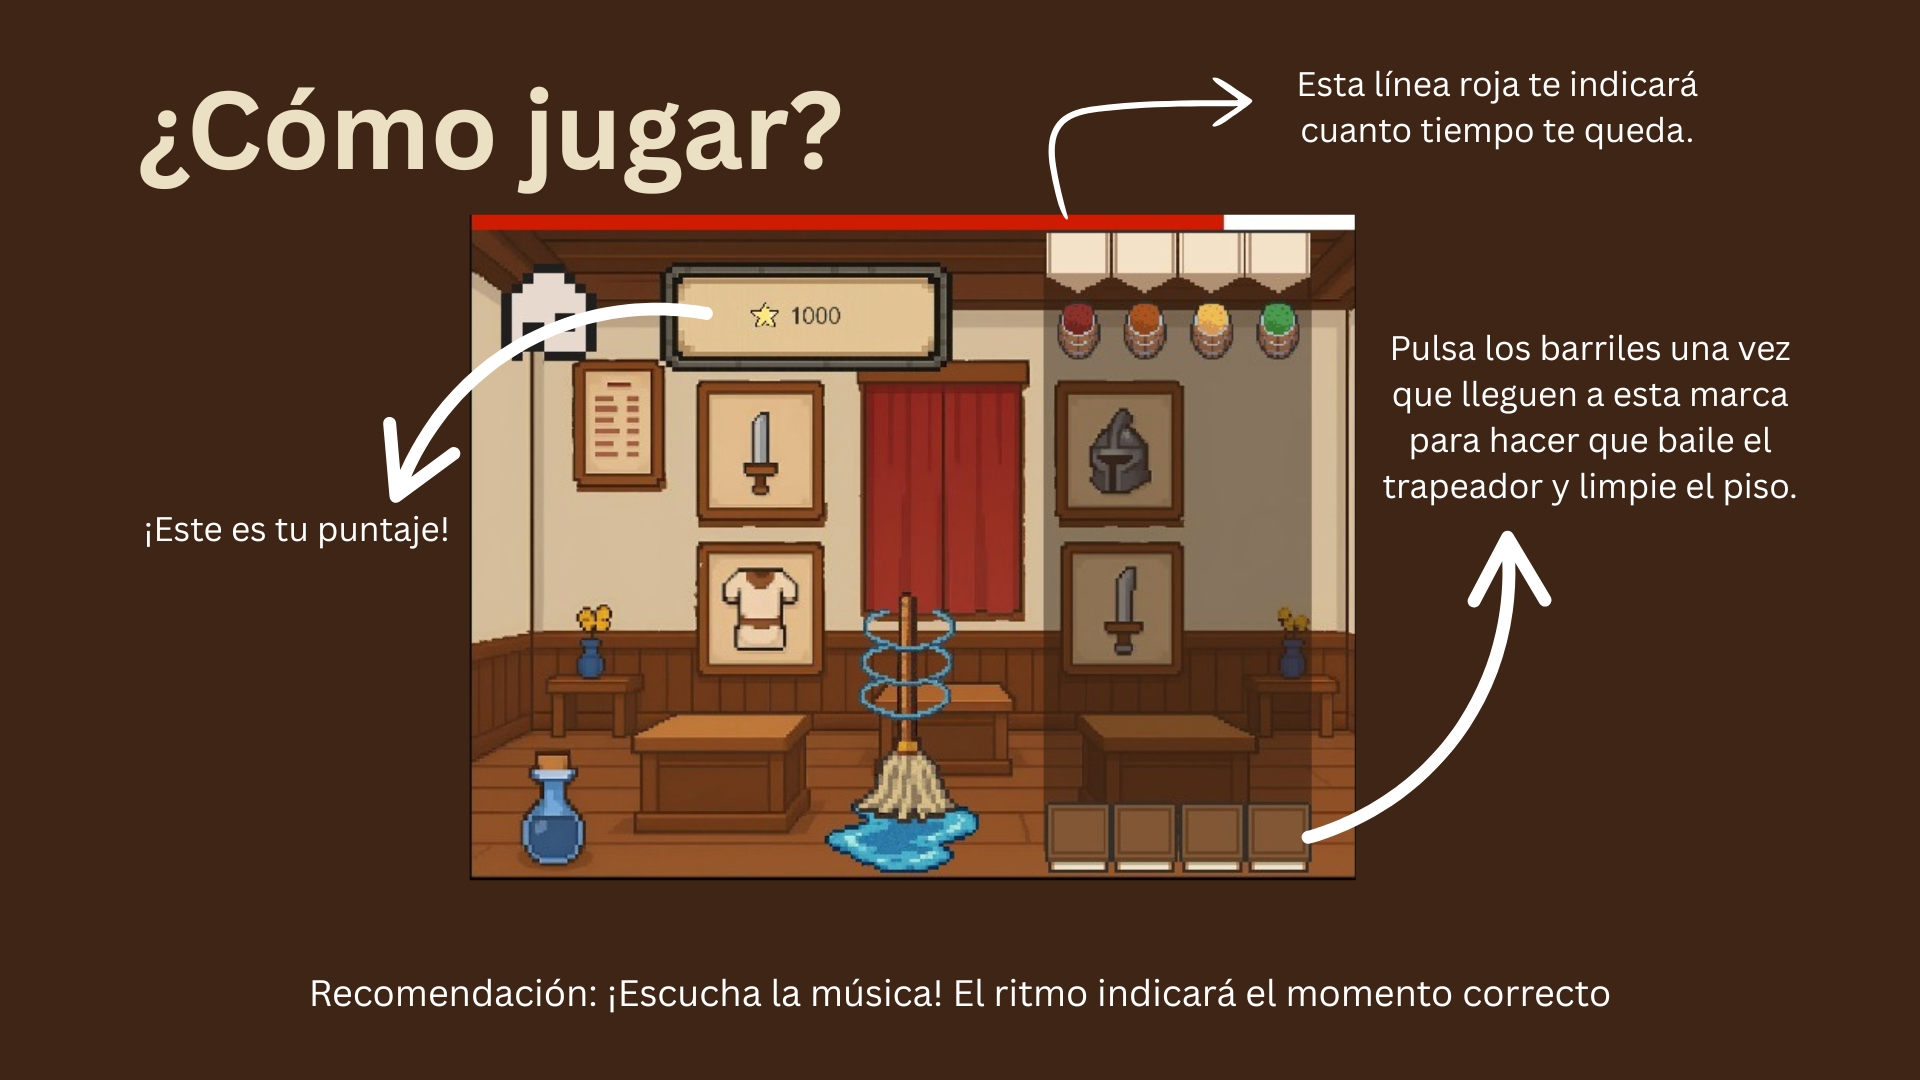 ¿Cómo jugar?
Esta línea roja te indicará
cuanto tiempo te queda.
1000
Pulsa los barriles una vez
que lleguen a esta marca
para hacer que baile el
trapeador y limpie el piso.
¡Este es tu puntaje!
Recomendación: ¡Escucha la música! El ritmo indicará el momento correcto